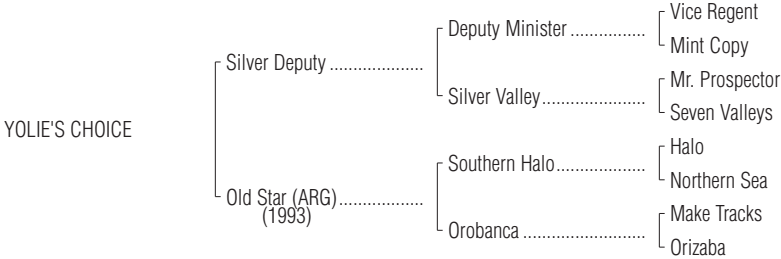 Vice Regent
Deputy Minister ...................
Mint Copy
Silver Deputy ....................
Mr. Prospector
Silver Valley......................
Seven Valleys
YOLIE'S CHOICE
Halo
Southern Halo...................
Northern Sea
Old Star (ARG)..................
(1993)
Make Tracks
Orobanca ..........................
Orizaba